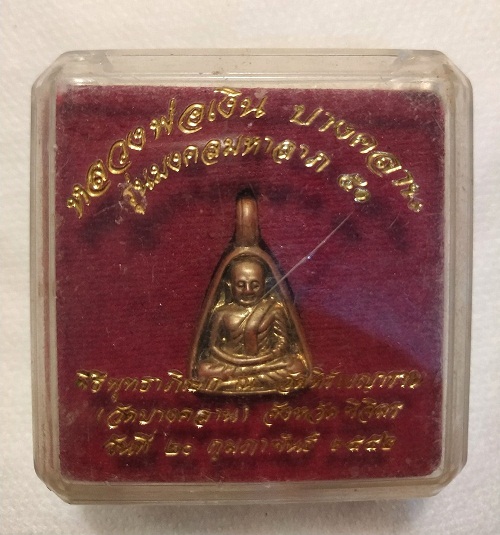 หลวงพ่อเงิน บางคลาน
รุ่นมงคลมหาลาภ ๕๖
พิธีพุทธาภิเษก ณ วัดหิรัญญาราม
(วัดบางคลาน) จังหวัด พิจิตร
วันที่ ๒๐ กุมภาพันธ์